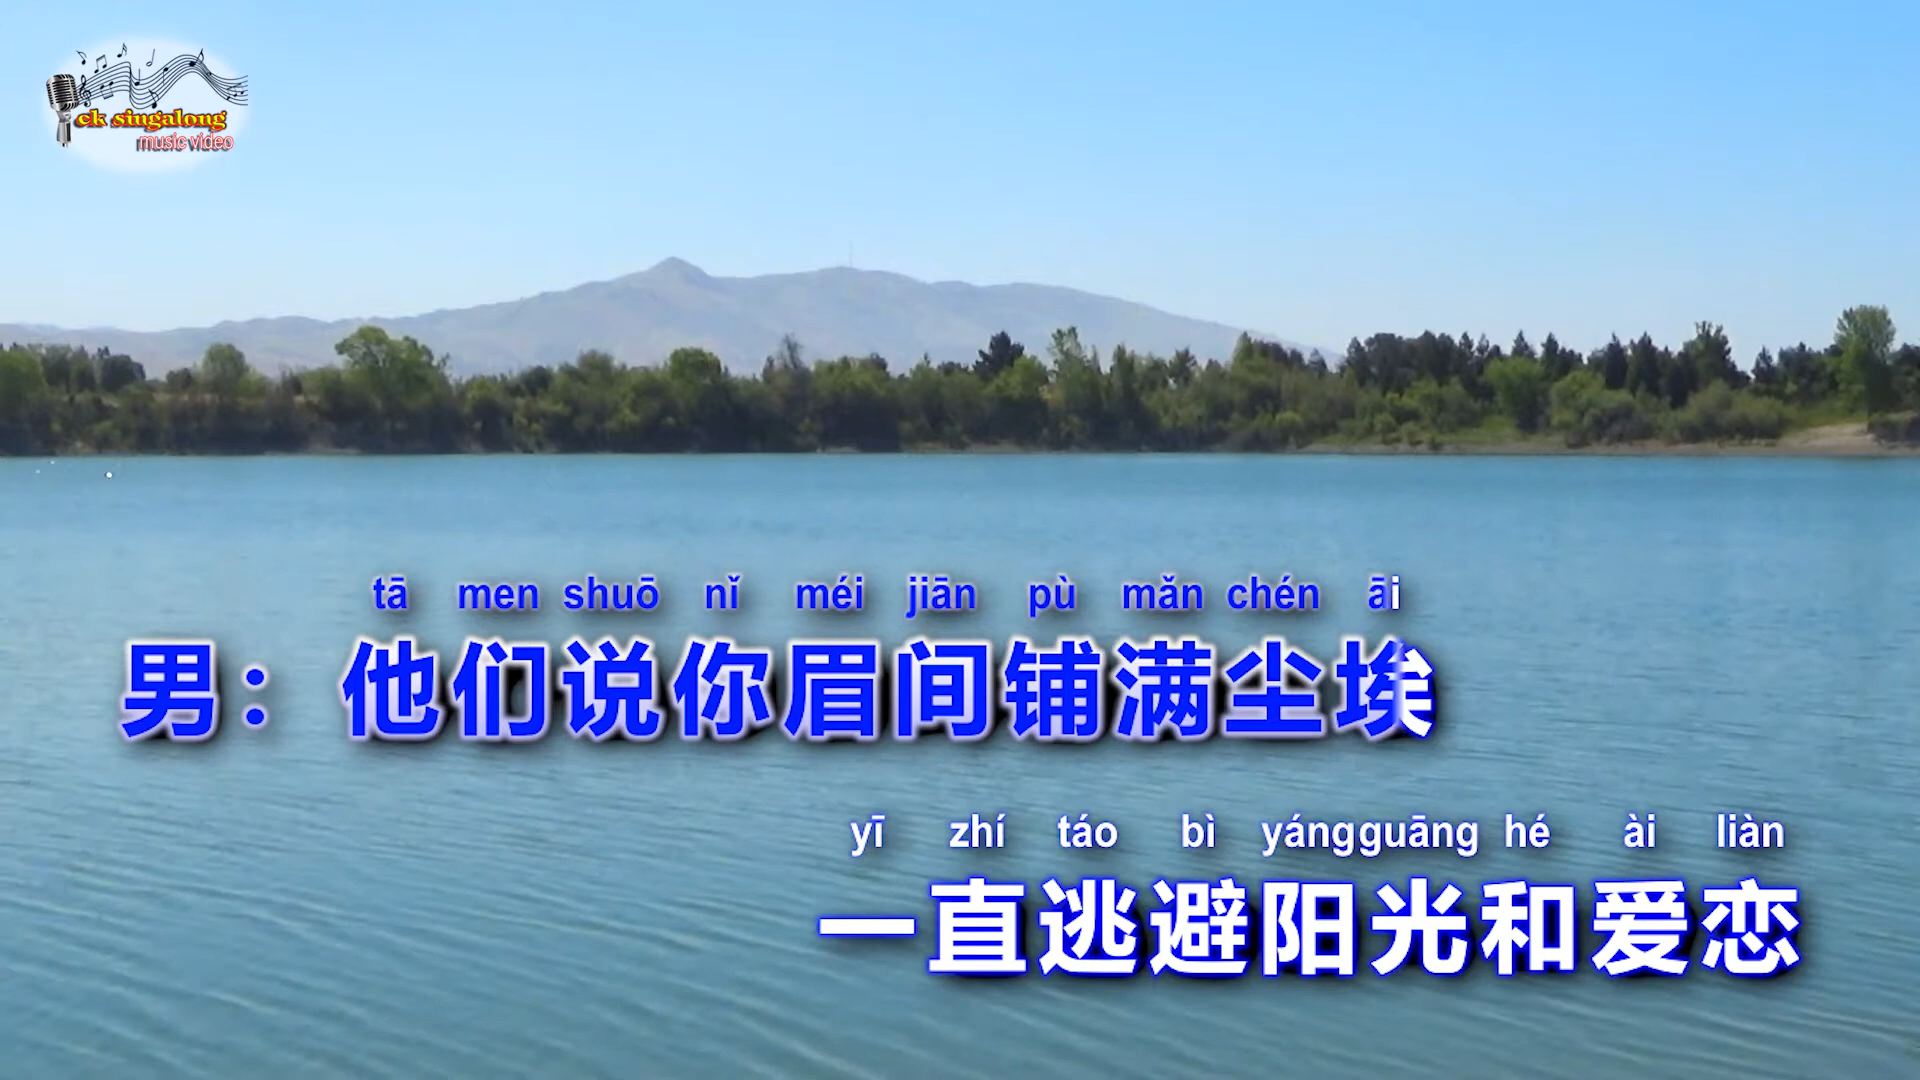 ck singalong
music video
tā men shuō nǐ méi jiān pù mǎn chén āi
男：他们说你眉间铺满尘埃
yī zhí táo bì yángguāng hé ài liàn
一直逃避阳光和爱恋